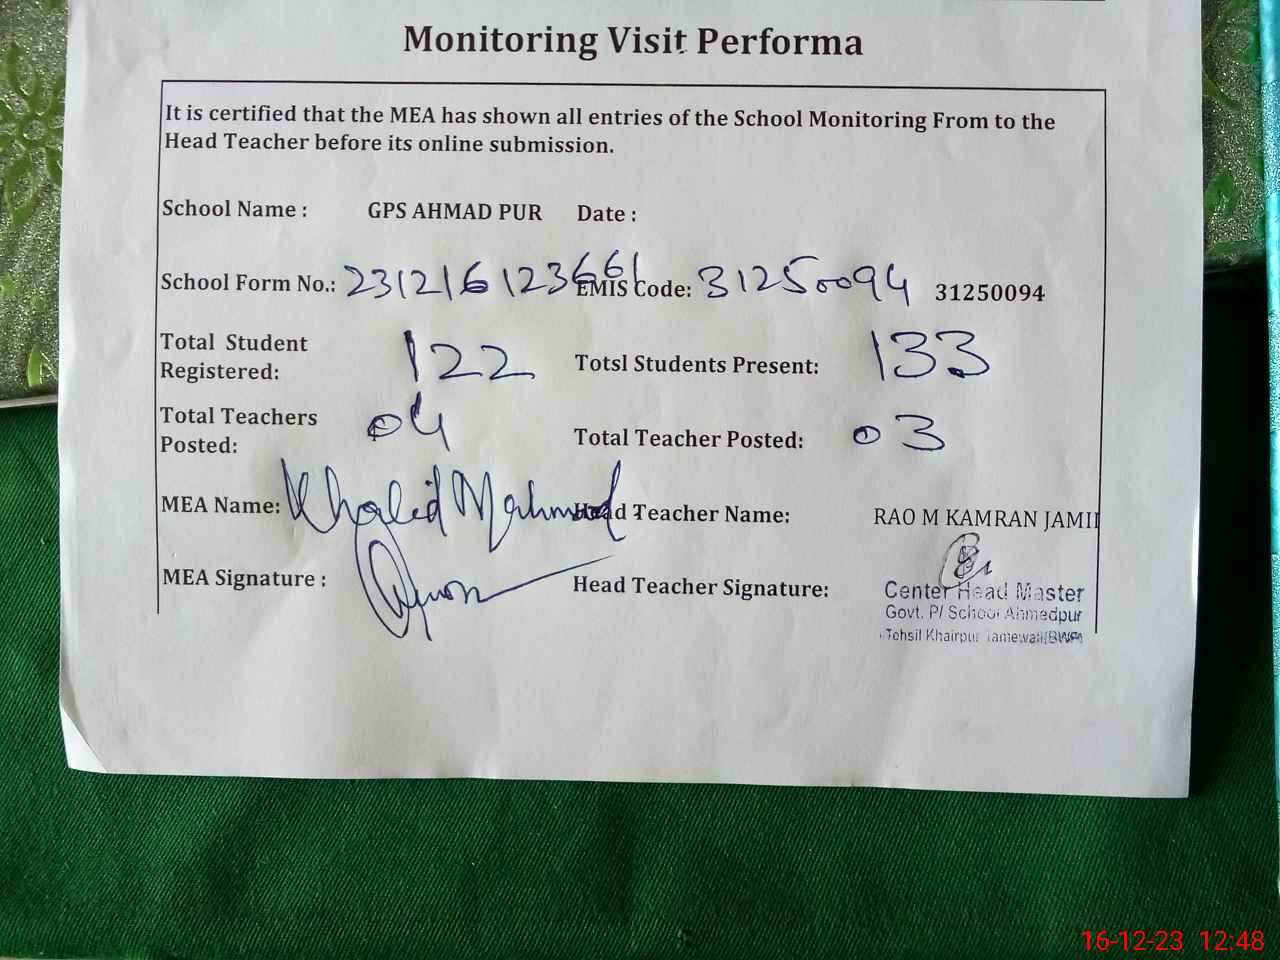 Monitoring Visit Performa
It is certified that the MEA has shown all entries of the School Monitoring From to the
Head Teacher before its online submission.
School Name : GPS AHMAD PUR Date :
School Form No.: 231216123661 EMIS Code: 31250094 31250094
Total Student
Registered: 122 Totsl Students Present: 133
Total Teachers
Posted: 04 Total Teacher Posted: 03
MEA Name: Khalid Mahmood Head Teacher Name: RAO M KAMRAN JAMIL
MEA Signature : Head Teacher Signature:
Center Head Master
Govt. P/ School Ahmedpur
Tehsil Khairpur Tamewali(BWP)
16-12-23 12:48